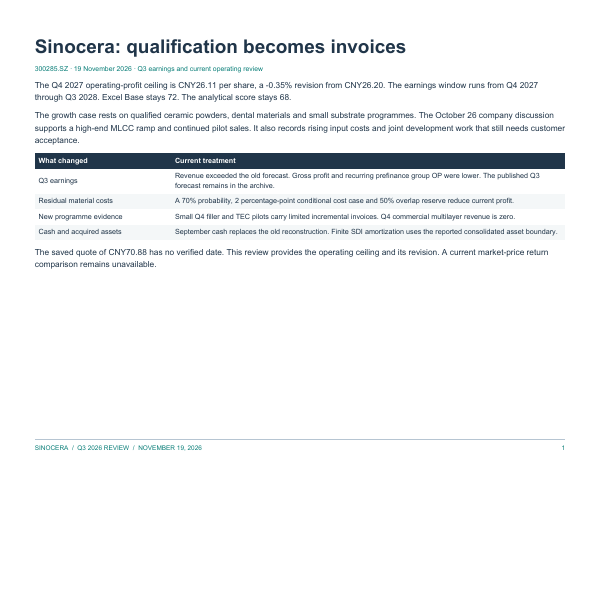 Sinocera: qualification becomes invoices
300285.SZ · 19 November 2026 · Q3 earnings and current operating review
The Q4 2027 operating-profit ceiling is CNY26.11 per share, a -0.35% revision from CNY26.20. The earnings window runs from Q4 2027
through Q3 2028. Excel Base stays 72. The analytical score stays 68.
The growth case rests on qualified ceramic powders, dental materials and small substrate programmes. The October 26 company discussion
supports a high-end MLCC ramp and continued pilot sales. It also records rising input costs and joint development work that still needs customer
acceptance.
What changed Current treatment
Q3 earnings Revenue exceeded the old forecast. Gross profit and recurring prefinance group OP were lower. The published Q3
forecast remains in the archive.
Residual material costs A 70% probability, 2 percentage-point conditional cost case and 50% overlap reserve reduce current profit.
New programme evidence Small Q4 filler and TEC pilots carry limited incremental invoices. Q4 commercial multilayer revenue is zero.
Cash and acquired assets September cash replaces the old reconstruction. Finite SDI amortization uses the reported consolidated asset boundary.
The saved quote of CNY70.88 has no verified date. This review provides the operating ceiling and its revision. A current market-price return
comparison remains unavailable.
SINOCERA / Q3 2026 REVIEW / NOVEMBER 19, 2026 1